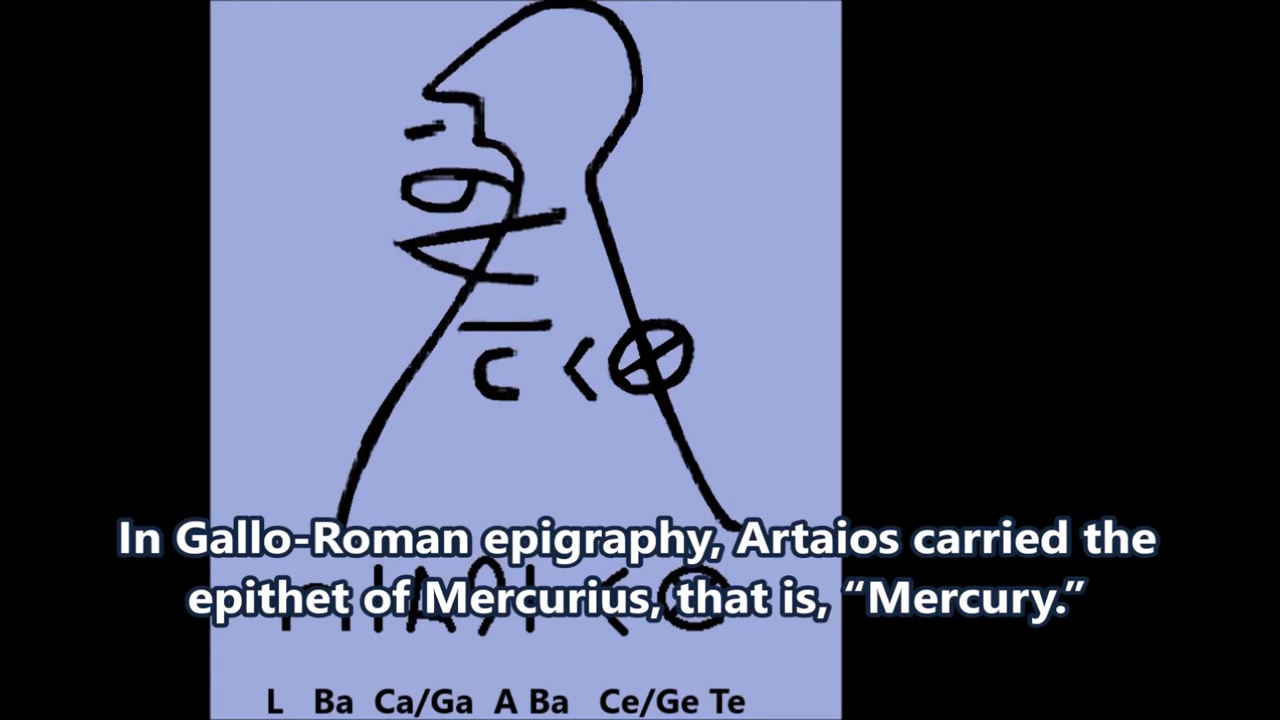 In Gallo-Roman epigraphy, Artaios carried the
epithet of Mercurius, that is, “Mercury.”
L Ba Ca/Ga A Ba Ce/Ge Te